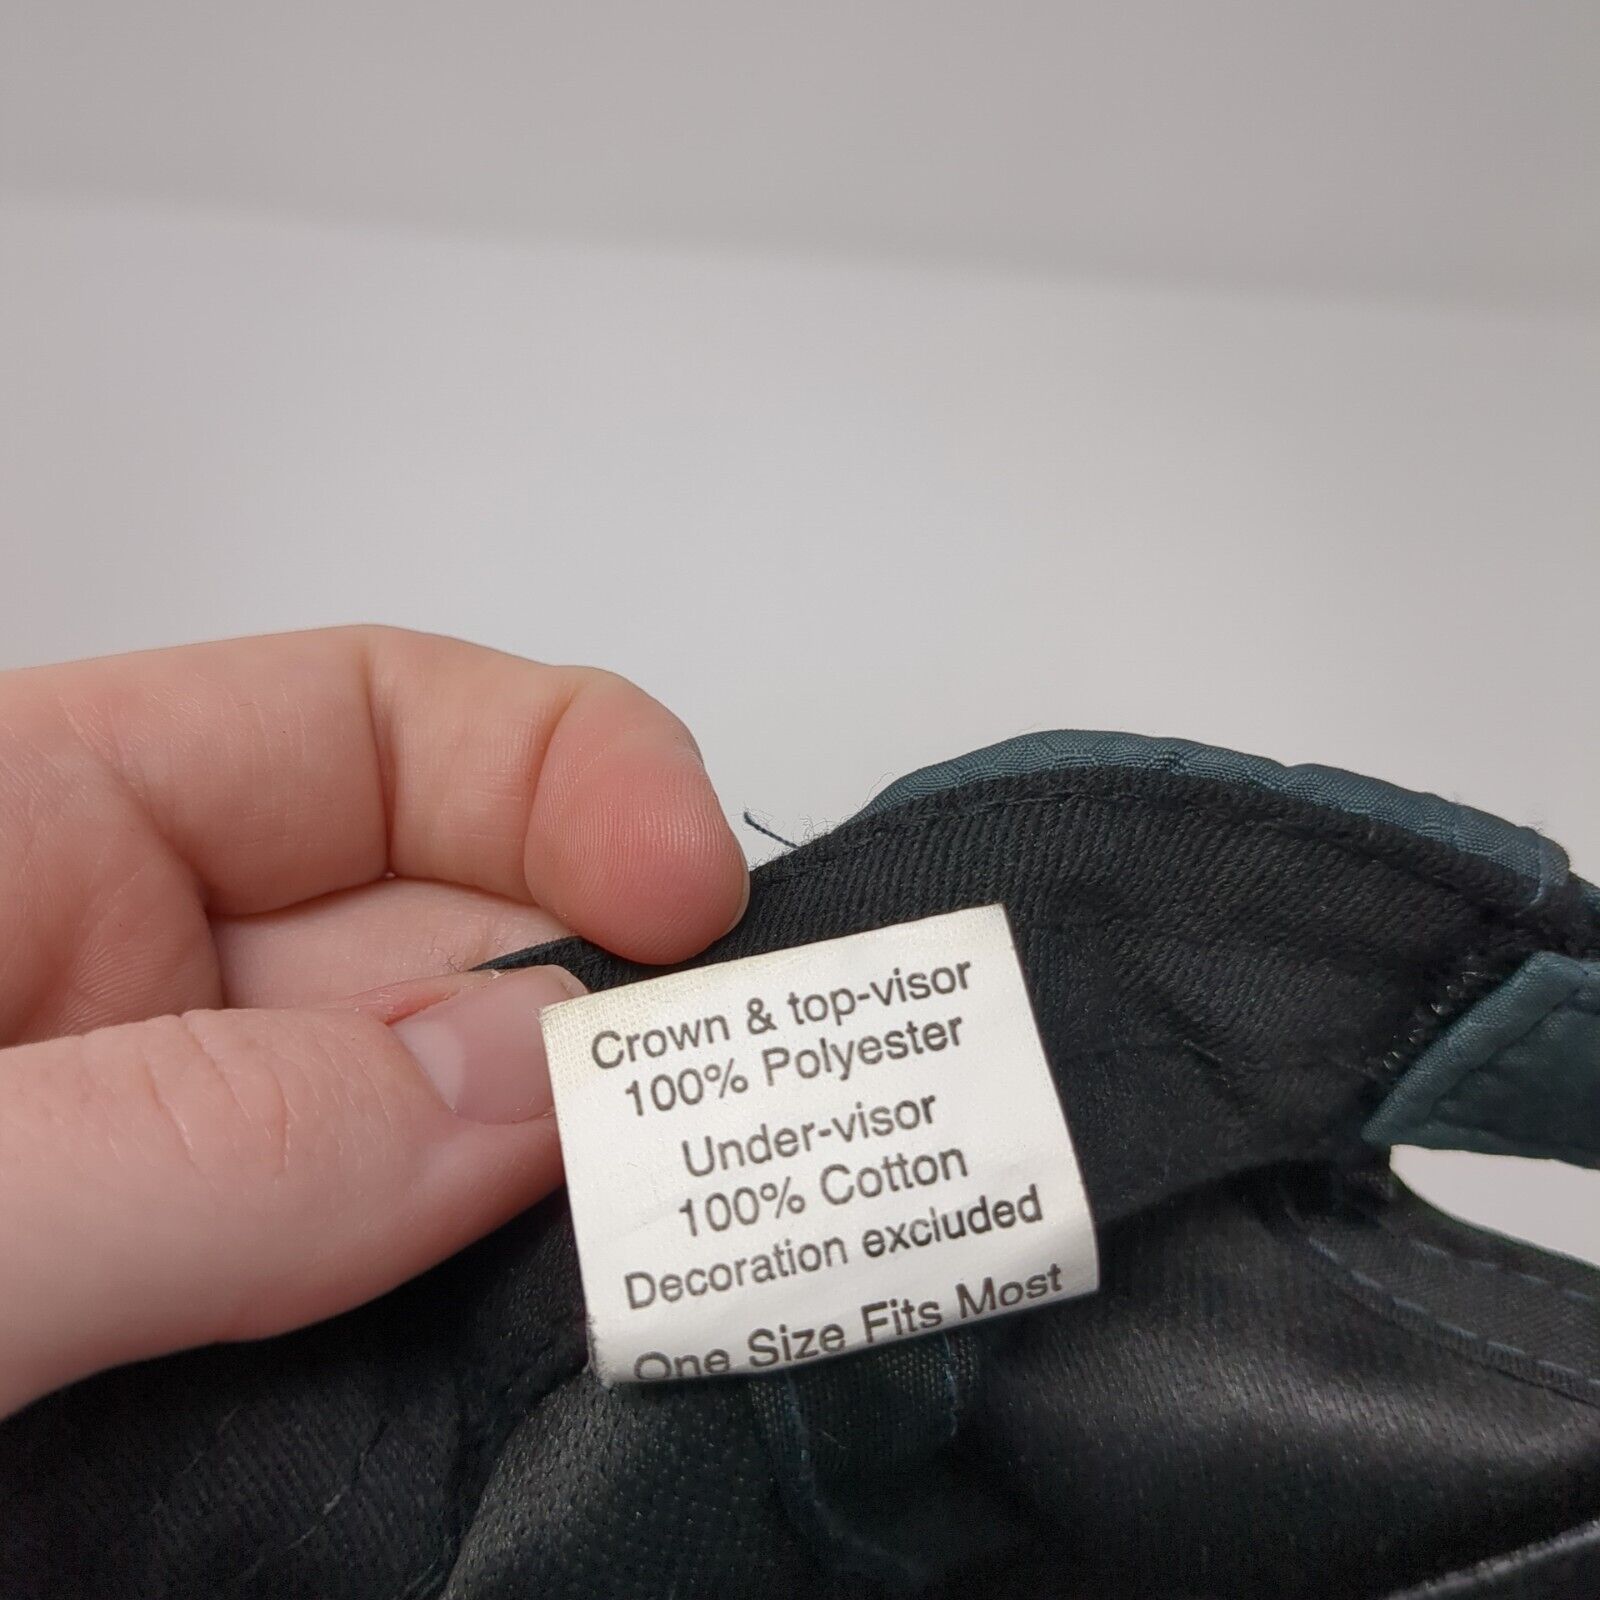 Crown & top-visor
100% Polyester
Under-visor
100% Cotton
Decoration excluded
One Size Fits Most